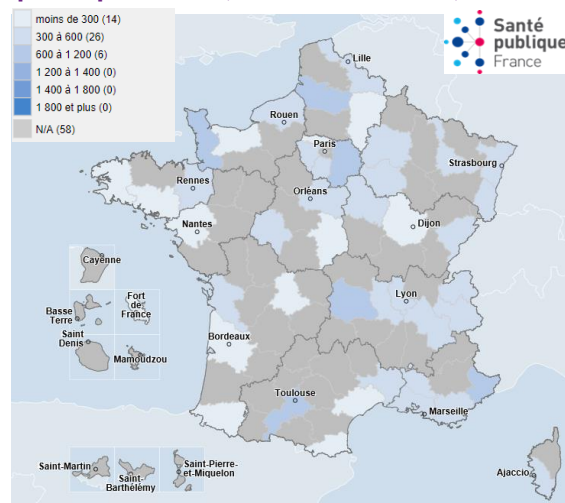 moins de 300 (14)
300 à 600 (26)
600 à 1 200 (6)
1 200 à 1 400 (0)
1 400 à 1 800 (0)
1 800 et plus (0)
N/A (58)
Santé
publique
France
Lille
Rouen
Paris
Strasbourg
Rennes
Orléans
Nantes
Dijon
Cayenne
Lyon
Basse
Terre
Fort
de
France
Saint
Denis
Mamoudzou
Bordeaux
Toulouse
Marseille
Saint-Martin
Saint-
Barthélémy
Saint-Pierre-
et-Miquelon
Ajaccio